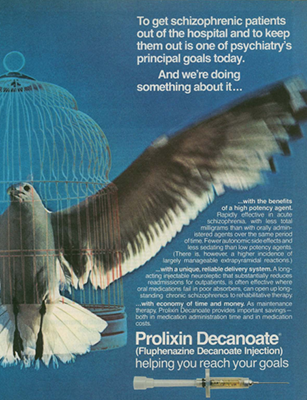 To get schizophrenic patients
out of the hospital and to keep
them out is one of psychiatry's
principal goals today.
And we're doing
something about it...
...with the benefits
of a high potency agent.
Rapidly effective in acute
schizophrenia, with less total
milligrams than with orally admin-
istered agents over the same period
of time. Fewer autonomic side effects and
less sedating than low potency agents.
(There is, however, a higher incidence of
largely manageable extrapyramidal reactions.)
...with a unique, reliable delivery system. A long-
acting injectable neuroleptic that substantially reduces
readmissions for outpatients, is often effective where
oral medications fail in poor absorbers, can open up long-
standing chronic schizophrenics to rehabilitative therapy.
...with economy of time and money. As maintenance
therapy, Prolixin Decanoate provides important savings –
both in medication administration time and in medication
costs.
Prolixin Decanoate
(Fluphenazine Decanoate Injection)
helping you reach your goals